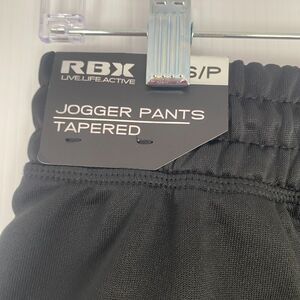 RBX
LIVE.LIFE.ACTIVE
S/P
JOGGER PANTS
TAPERED